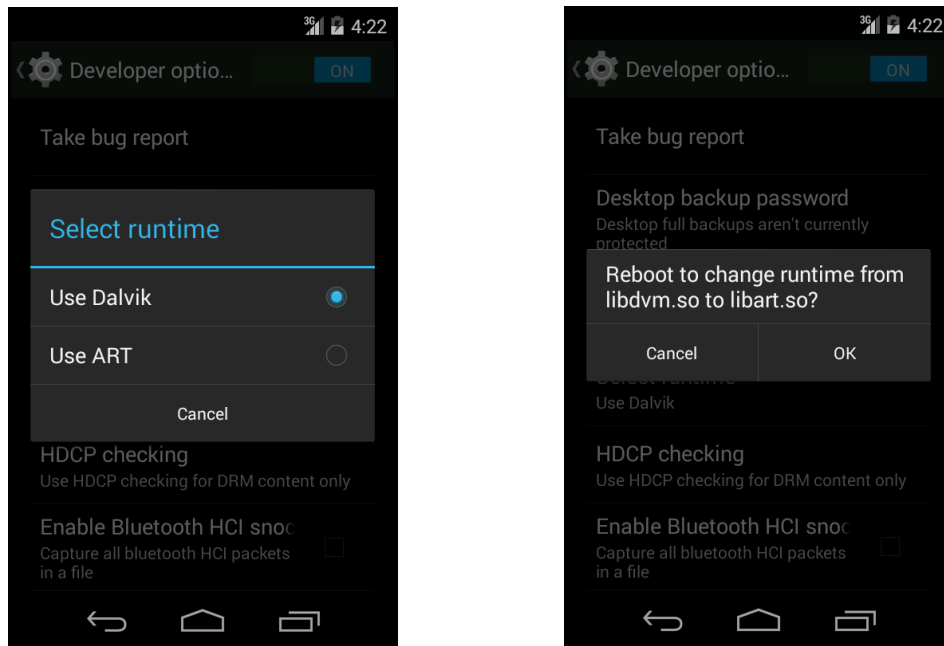 3G 4:22
Developer optio... ON
Take bug report
Select runtime
Use Dalvik
Use ART
Cancel
HDCP checking
Use HDCP checking for DRM content only
Enable Bluetooth HCI snoo
Capture all bluetooth HCI packets
in a file
3G 4:22
Developer optio... ON
Take bug report
Desktop backup password
Desktop full backups aren't currently
protected
Reboot to change runtime from
libdvm.so to libart.so?
Cancel OK
Select runtime
Use Dalvik
HDCP checking
Use HDCP checking for DRM content only
Enable Bluetooth HCI snoo
Capture all bluetooth HCI packets
in a file